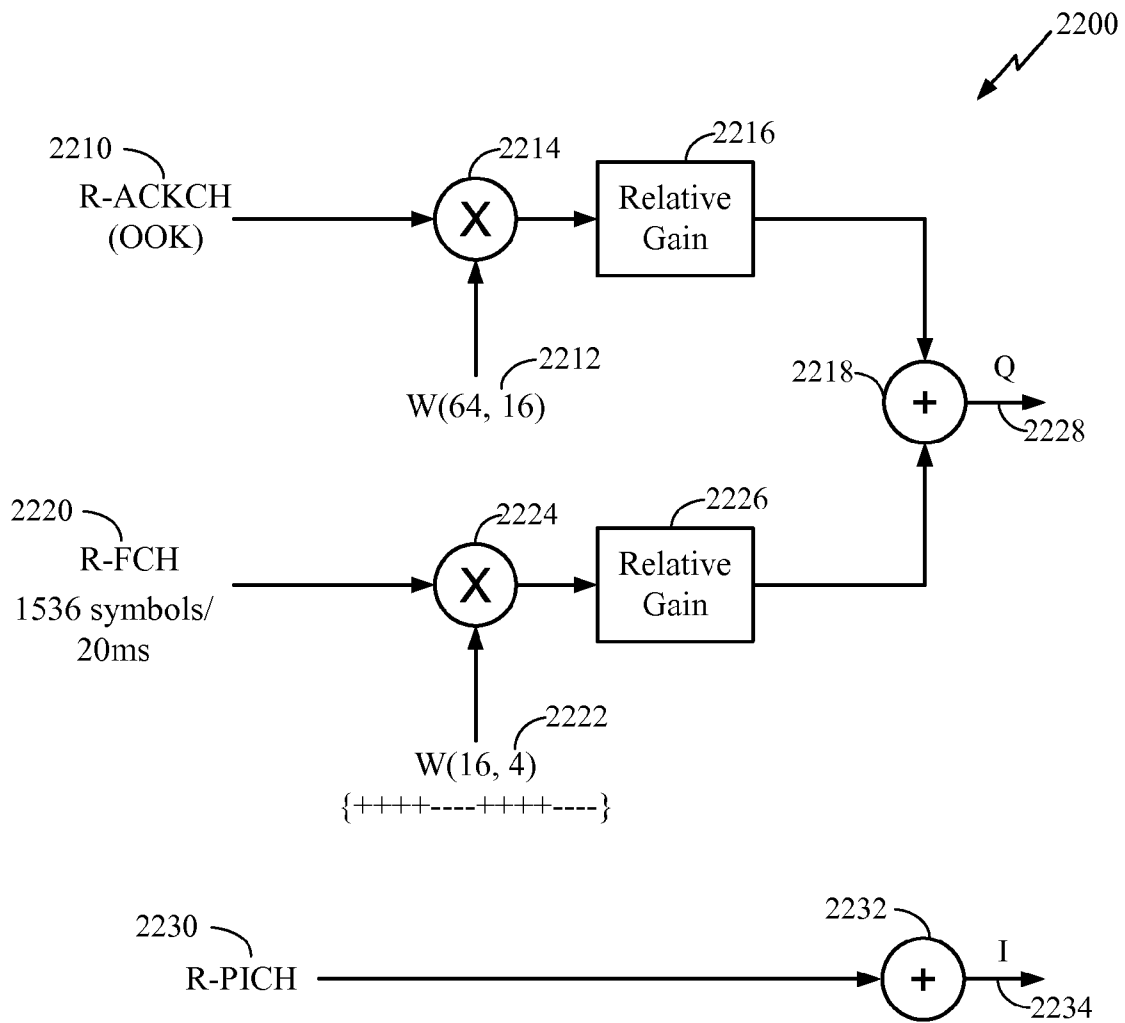 2200
2210
R-ACKCH
(OOK)
2214
X
2216
Relative
Gain
2212
W(64, 16)
2218
+
Q
2228
2220
R-FCH
1536 symbols/
20ms
2224
X
2226
Relative
Gain
2222
W(16, 4)
{++++----++++----}
2230
R-PICH
2232
+
I
2234